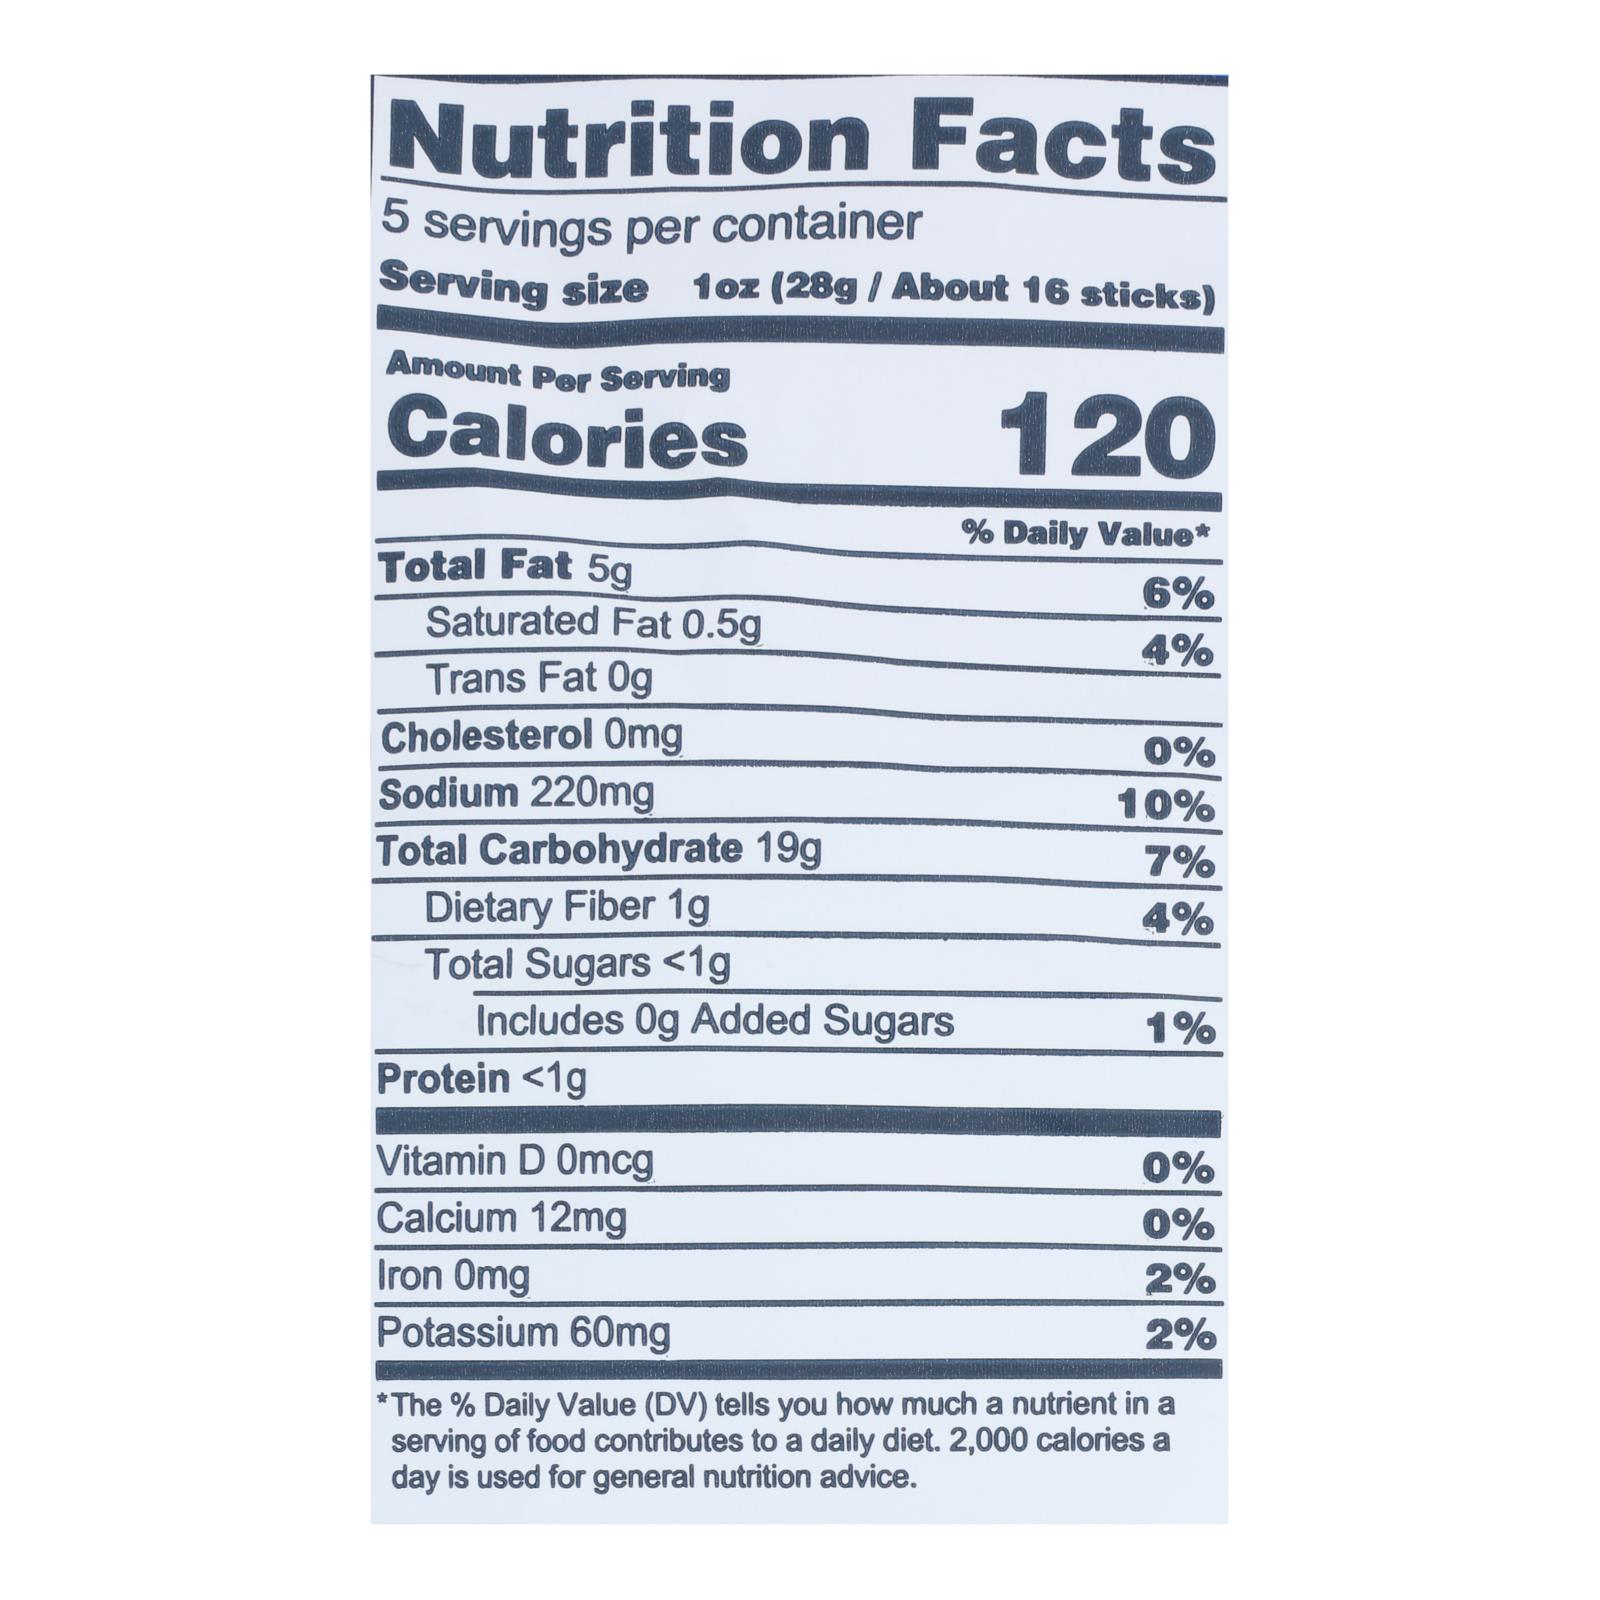 Nutrition Facts
5 servings per container
Serving size 1oz (28g / About 16 sticks)
Amount Per Serving
Calories 120
% Daily Value*
Total Fat 5g 6%
Saturated Fat 0.5g 4%
Trans Fat 0g
Cholesterol 0mg 0%
Sodium 220mg 10%
Total Carbohydrate 19g 7%
Dietary Fiber 1g 4%
Total Sugars <1g
Includes 0g Added Sugars 1%
Protein <1g
Vitamin D 0mcg 0%
Calcium 12mg 0%
Iron 0mg 2%
Potassium 60mg 2%
*The % Daily Value (DV) tells you how much a nutrient in a
serving of food contributes to a daily diet. 2,000 calories a
day is used for general nutrition advice.